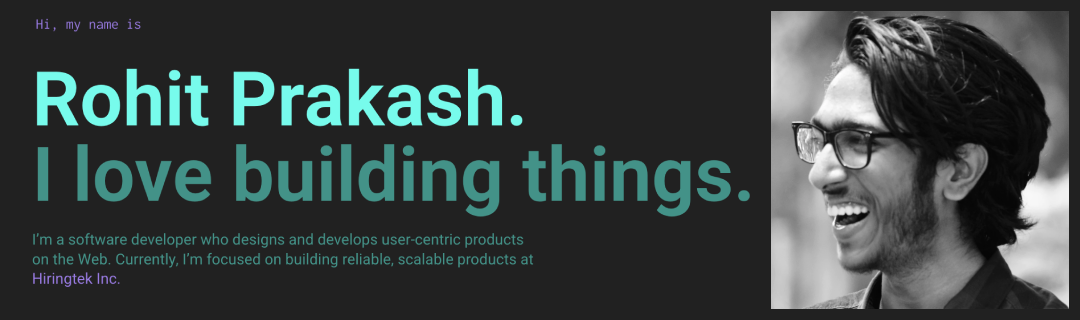 Hi, my name is
Rohit Prakash.
I love building things.
I'm a software developer who designs and develops user-centric products
on the Web. Currently, I'm focused on building reliable, scalable products at
Hiringtek Inc.